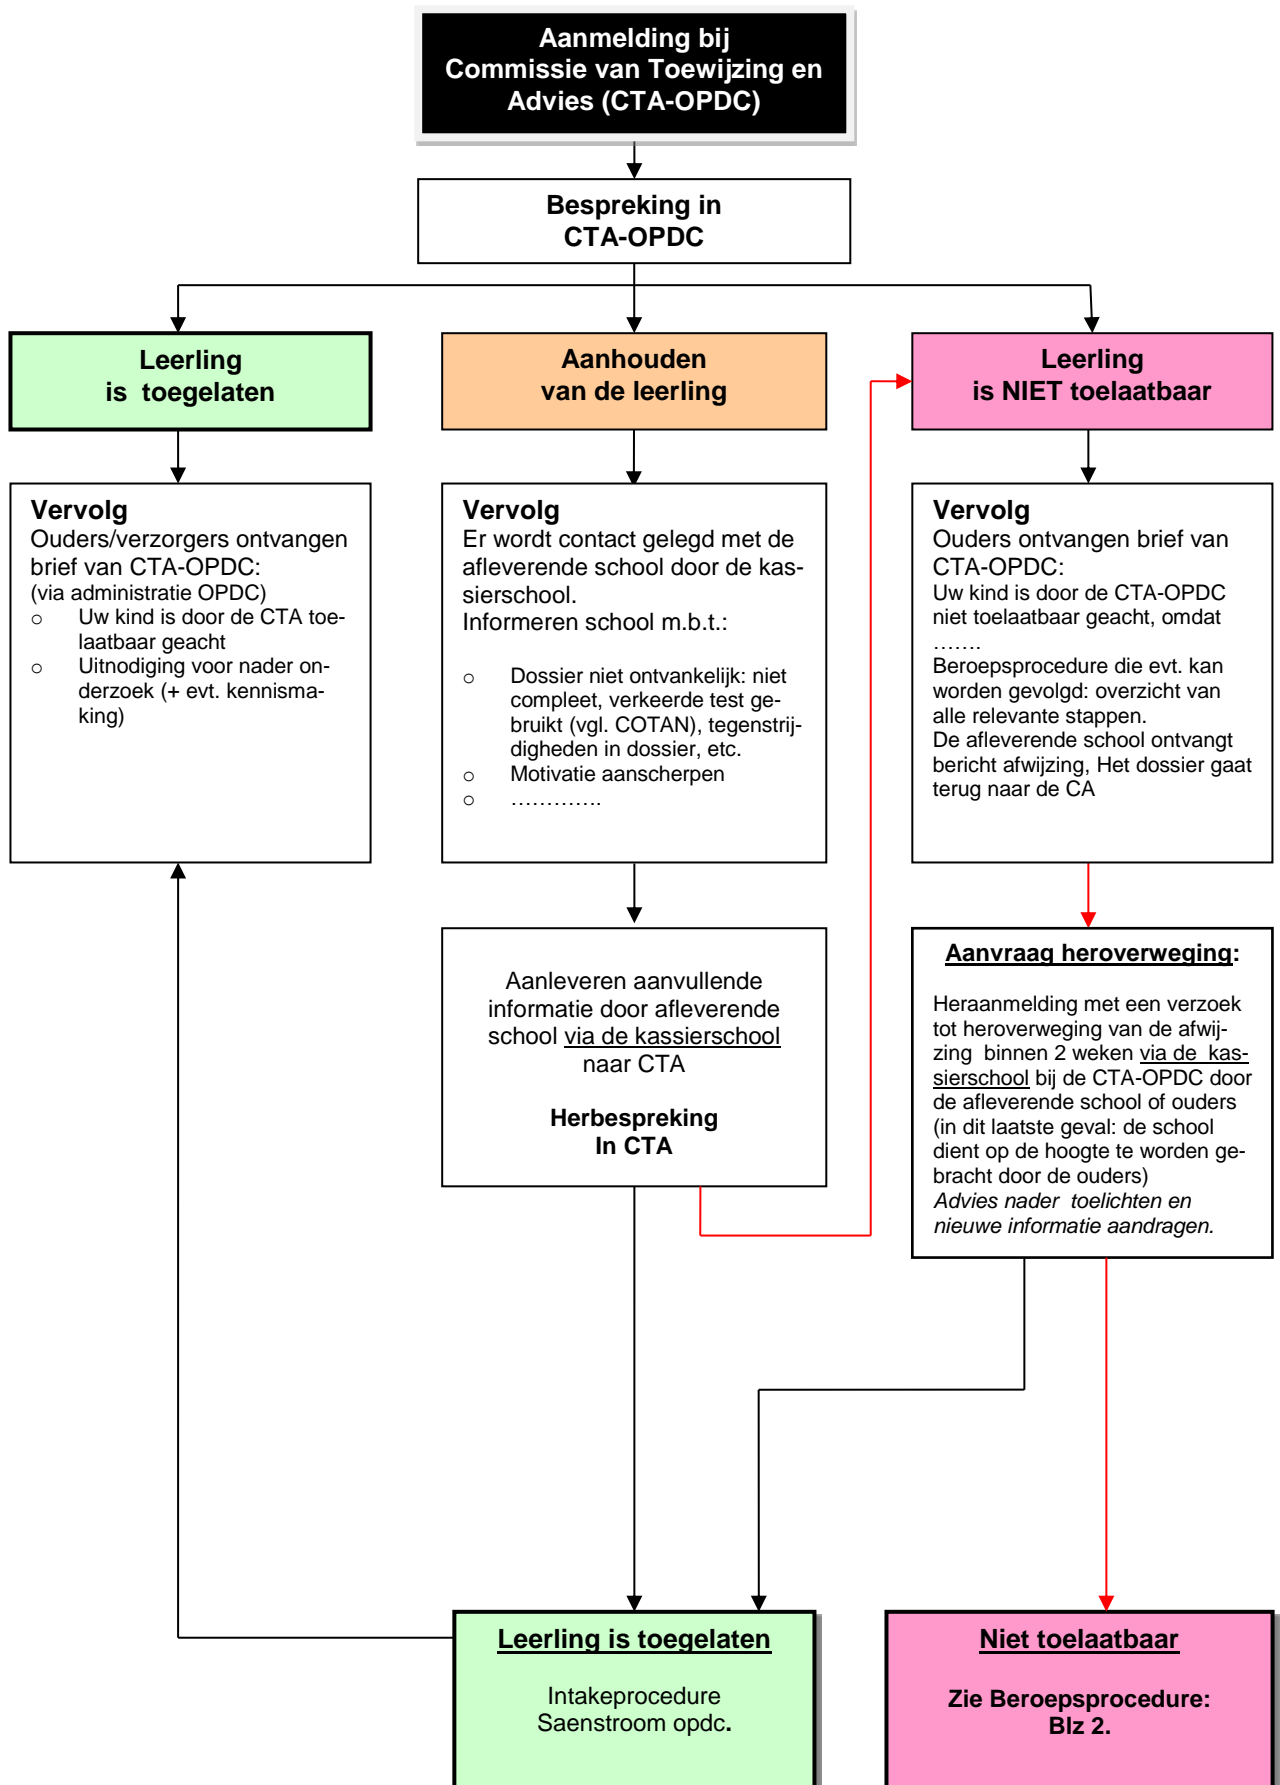 Aanmelding bij
Commissie van Toewijzing en
Advies (CTA-OPDC)
Bespreking in
CTA-OPDC
Leerling
is toegelaten
Aanhouden
van de leerling
Leerling
is NIET toelaatbaar
Vervolg
Ouders/verzorgers ontvangen
brief van CTA-OPDC:
(via administratie OPDC)
o Uw kind is door de CTA toe-
laatbaar geacht
o Uitnodiging voor nader on-
derzoek (+ evt. kennisma-
king)
Vervolg
Er wordt contact gelegd met de
afleverende school door de kas-
sierschool.
Informeren school m.b.t.:
o Dossier niet ontvankelijk: niet
compleet, verkeerde test ge-
bruikt (vgl. COTAN), tegenstrij-
digheden in dossier, etc.
o Motivatie aanscherpen
o ………….
Vervolg
Ouders ontvangen brief van
CTA-OPDC:
Uw kind is door de CTA-OPDC
niet toelaatbaar geacht, omdat
…….
Beroepsprocedure die evt. kan
worden gevolgd: overzicht van
alle relevante stappen.
De afleverende school ontvangt
bericht afwijzing, Het dossier gaat
terug naar de CA
Aanleveren aanvullende
informatie door afleverende
school via de kassierschool
naar CTA
Herbespreking
In CTA
Aanvraag heroverweging:
Heraanmelding met een verzoek
tot heroverweging van de afwij-
zing binnen 2 weken via de kas-
sierschool bij de CTA-OPDC door
de afleverende school of ouders
(in dit laatste geval: de school
dient op de hoogte te worden ge-
bracht door de ouders)
Advies nader toelichten en
nieuwe informatie aandragen.
Leerling is toegelaten
Intakeprocedure
Saenstroom opdc.
Niet toelaatbaar
Zie Beroepsprocedure:
Blz 2.